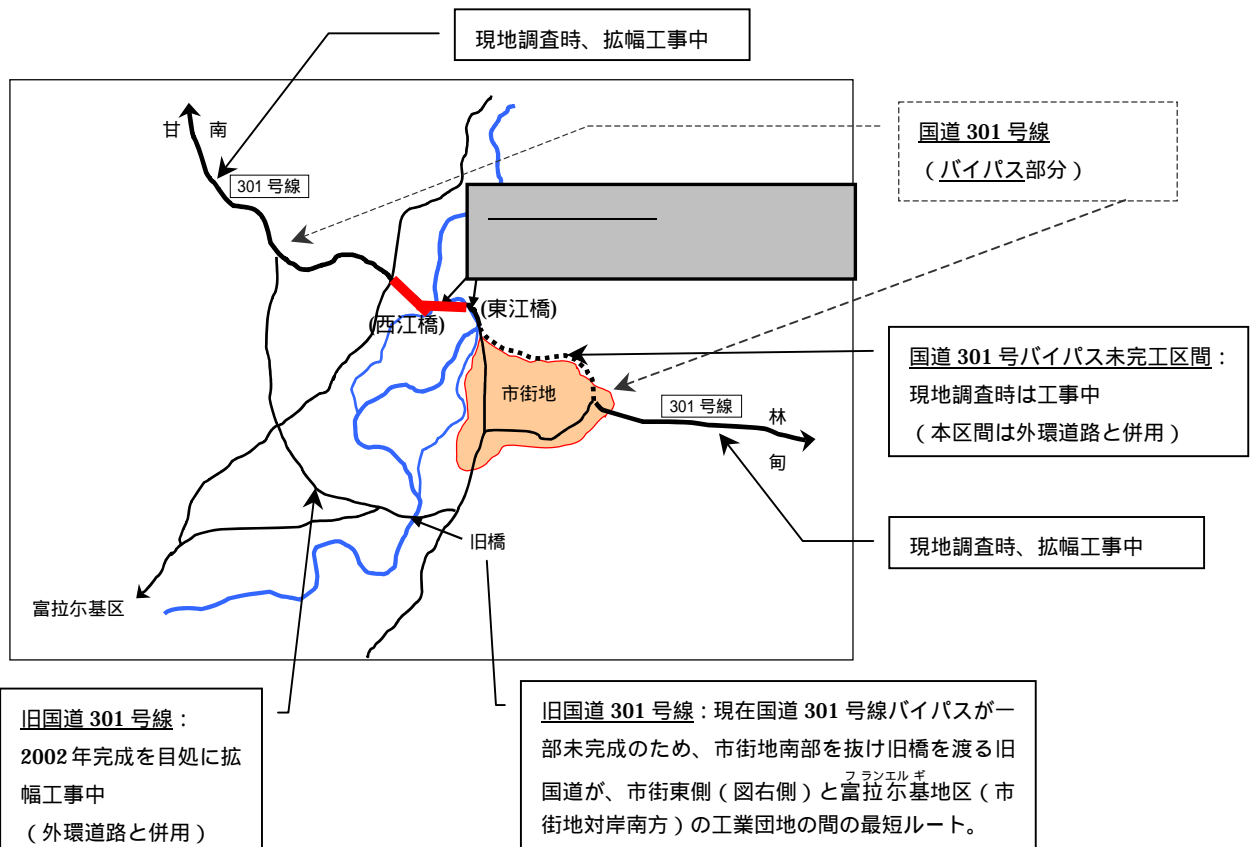 現地調査時、拡幅工事中
甘 南
301 号線
国道 301 号線
（バイパス部分）
(東江橋)
(西江橋)
市街地
301 号線
林
甸
国道 301 号バイパス未完工区間：
現地調査時は工事中
（本区間は外環道路と併用）
現地調査時、拡幅工事中
旧橋
富拉尔基区
旧国道 301 号線：
2002 年完成を目処に拡
幅工事中
（外環道路と併用）
旧国道 301 号線：現在国道 301 号線バイパスが一
部未完成のため、市街地南部を抜け旧橋を渡る旧
フランエルギ
国道が、市街東側（図右側）と富拉尔基地区（市
街地対岸南方）の工業団地の間の最短ルート。